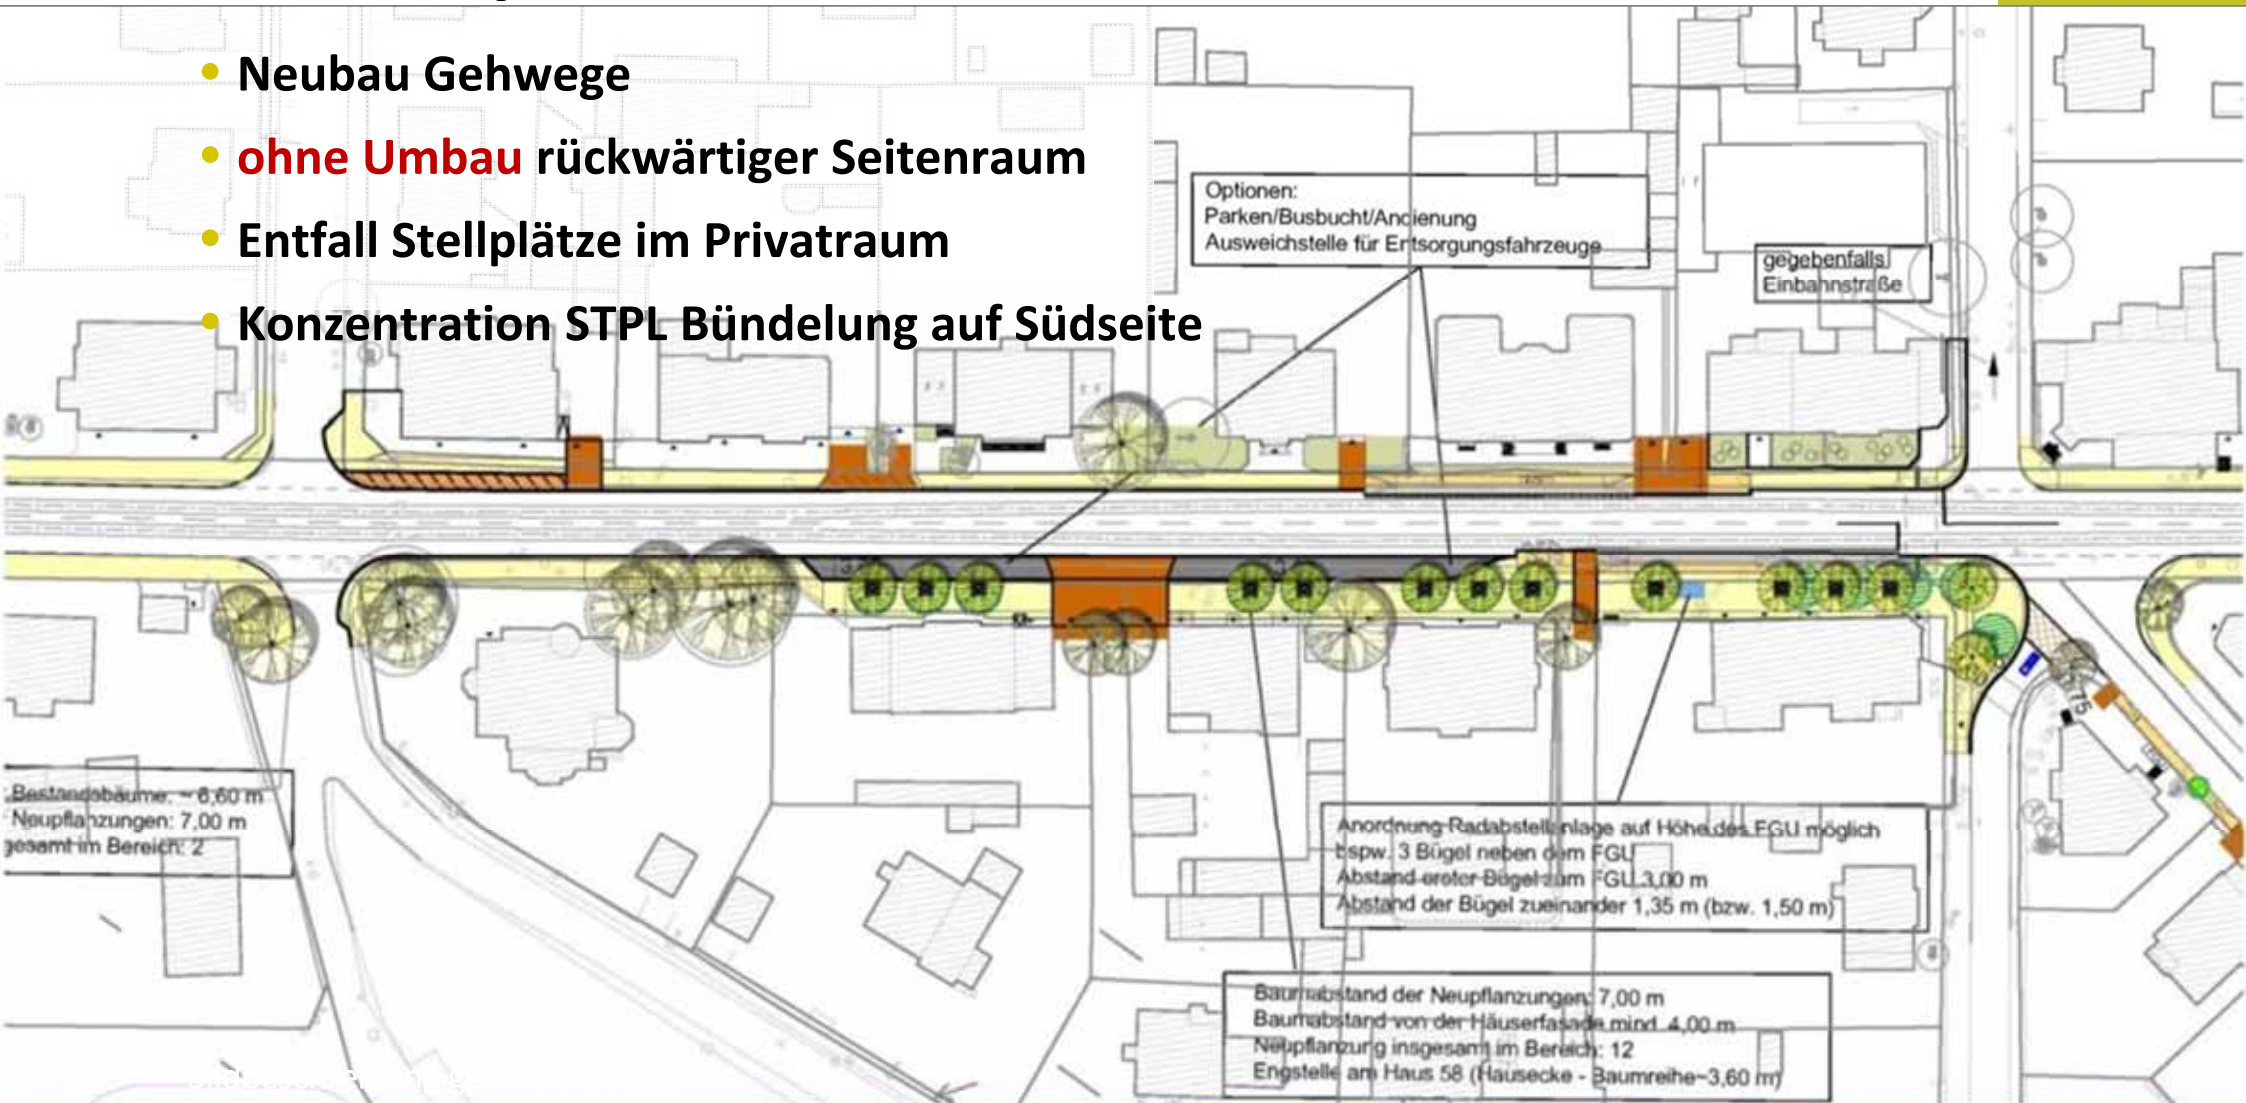 Neubau Gehwege
ohne Umbau rückwärtiger Seitenraum
Entfall Stellplätze im Privatraum
Konzentration STPL Bündelung auf Südseite
Optionen:
Parken/Busbucht/Andienung
Ausweichstelle für Entsorgungsfahrzeuge
gegebenfalls
Einbahnstraße
Bestandsbäume: ~ 6,60 m
Neupflanzungen: 7,00 m
gesamt im Bereich: 2
Anordnung Radabstellanlage auf Höhe des FGU möglich
bspw. 3 Bügel neben dem FGU
Abstand erster Bügel zum FGU 3,00 m
Abstand der Bügel zueinander 1,35 m (bzw. 1,50 m)
75
Baumabstand der Neupflanzungen: 7,00 m
Baumabstand von der Häuserfasade mind. 4,00 m
Neupflanzung insgesamt im Bereich: 12
Engstelle am Haus 58 (Hausecke - Baumreihe~3,60 m)